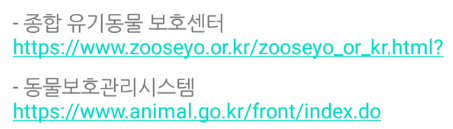 - 종합 유기동물 보호센터
https://www.zooseyo.or.kr/zooseyo_or_kr.html?
- 동물보호관리시스템
https://www.animal.go.kr/front/index.do